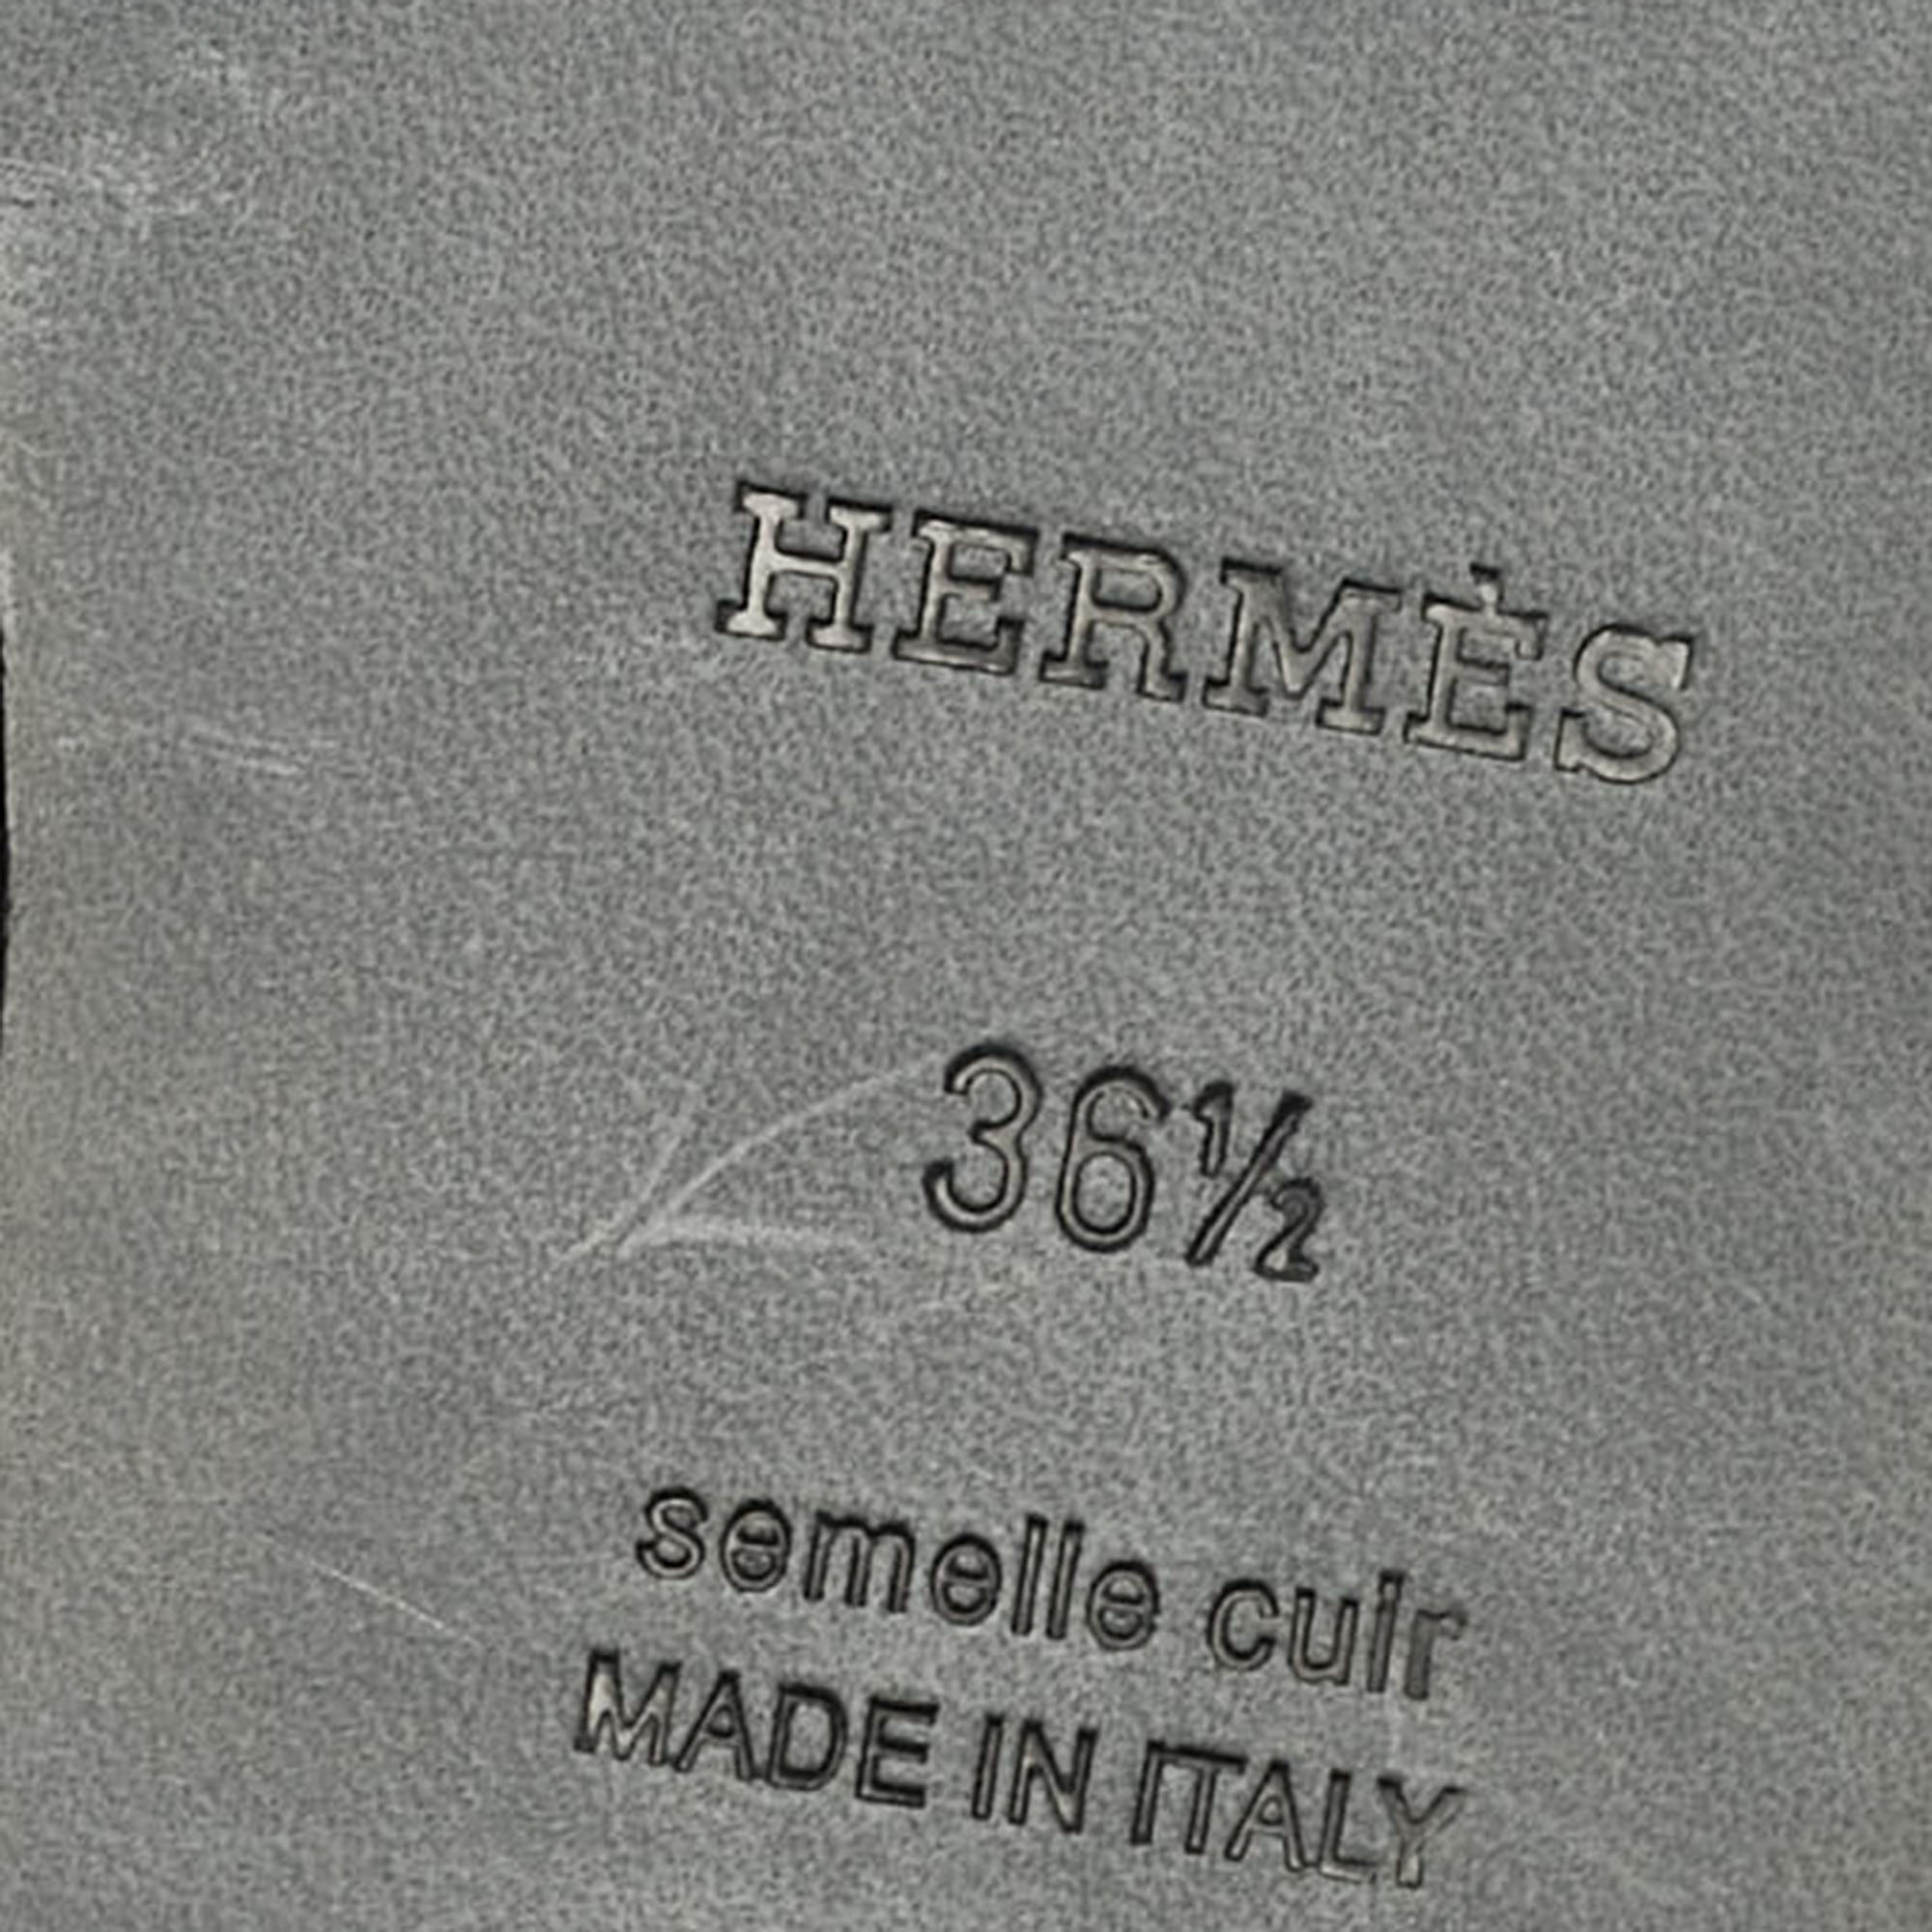 HERMÈS
36½
semelle cuir
MADE IN ITALY